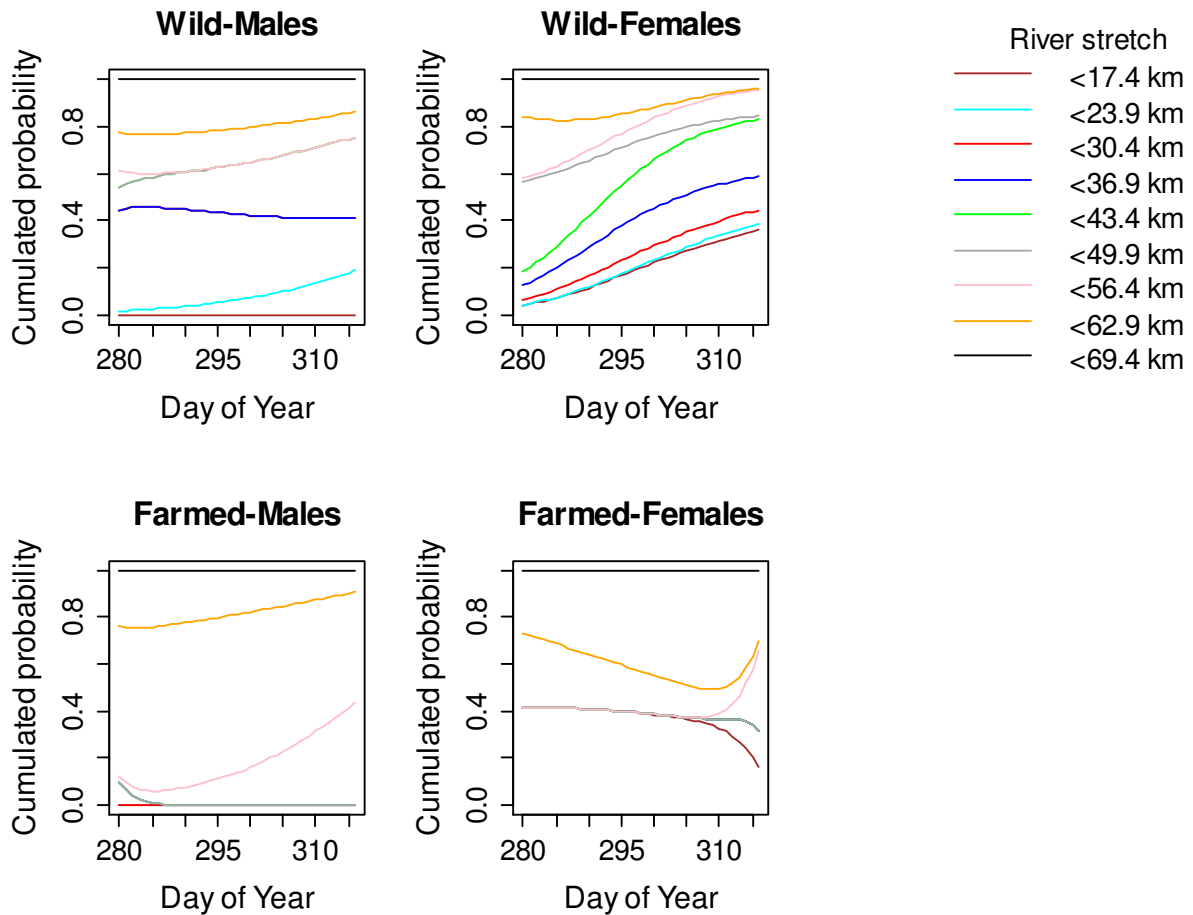 Wild-Males
Cumulated probability
0.0 0.4 0.8
280 295 310
Day of Year
Wild-Females
Cumulated probability
0.0 0.4 0.8
280 295 310
Day of Year
River stretch
<17.4 km
<23.9 km
<30.4 km
<36.9 km
<43.4 km
<49.9 km
<56.4 km
<62.9 km
<69.4 km
Farmed-Males
Cumulated probability
0.0 0.4 0.8
280 295 310
Day of Year
Farmed-Females
Cumulated probability
0.0 0.4 0.8
280 295 310
Day of Year